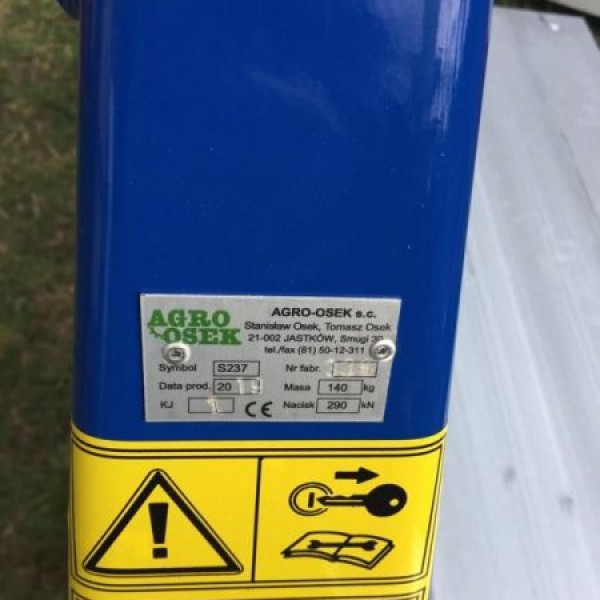 AGRO
OSEK
AGRO-OSEK s.c.
Stanisław Osek, Tomasz Osek
21-002 JASTKÓW, Smugi
tel./fax (81) 50-12-311
Symbol S237 Nr fabr.
Data prod. 20 Masa 140 kg
KJ 1 CE Nacisk 290 kN